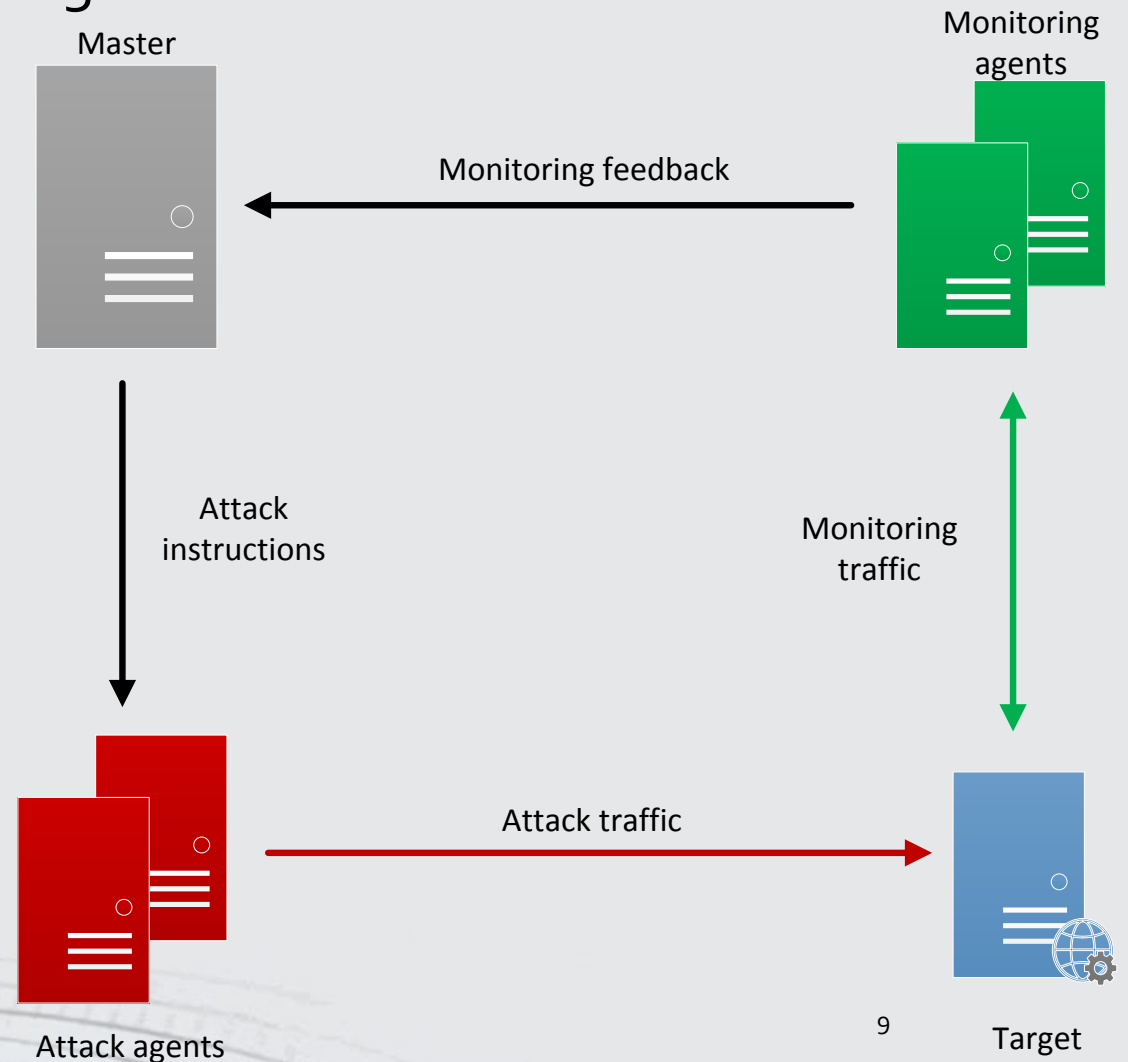 Master
Monitoring
agents
Monitoring feedback
Attack
instructions
Monitoring
traffic
Attack traffic
Attack agents
9
Target